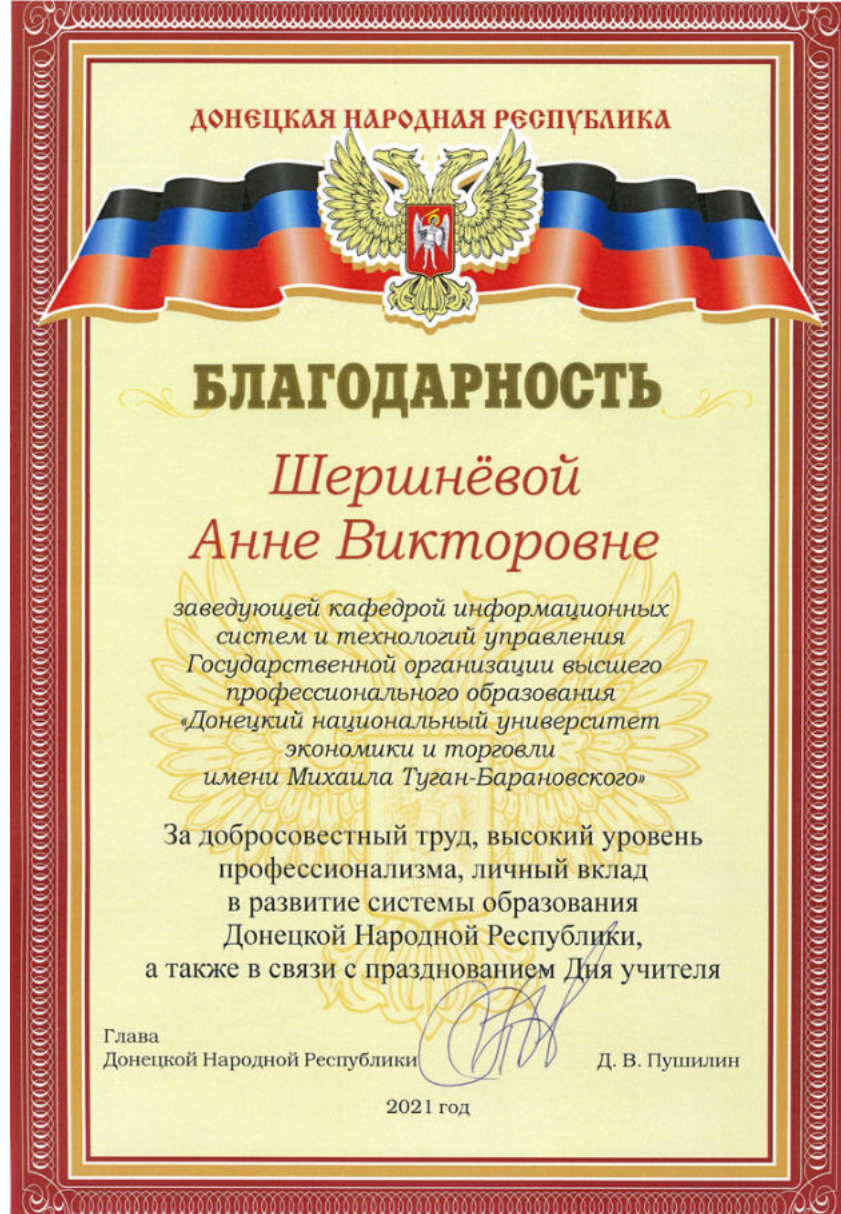 ДОНЕЦКАЯ НАРОДНАЯ РЕСПУБЛИКА
БЛАГОДАРНОСТЬ
Шершнёвой
Анне Викторовне
заведующей кафедрой информационных
систем и технологий управления
Государственной организации высшего
профессионального образования
«Донецкий национальный университет
экономики и торговли
имени Михаила Туган-Барановского»
За добросовестный труд, высокий уровень
профессионализма, личный вклад
в развитие системы образования
Донецкой Народной Республики,
а также в связи с празднованием Дня учителя
Глава
Донецкой Народной Республики Д. В. Пушилин
2021 год